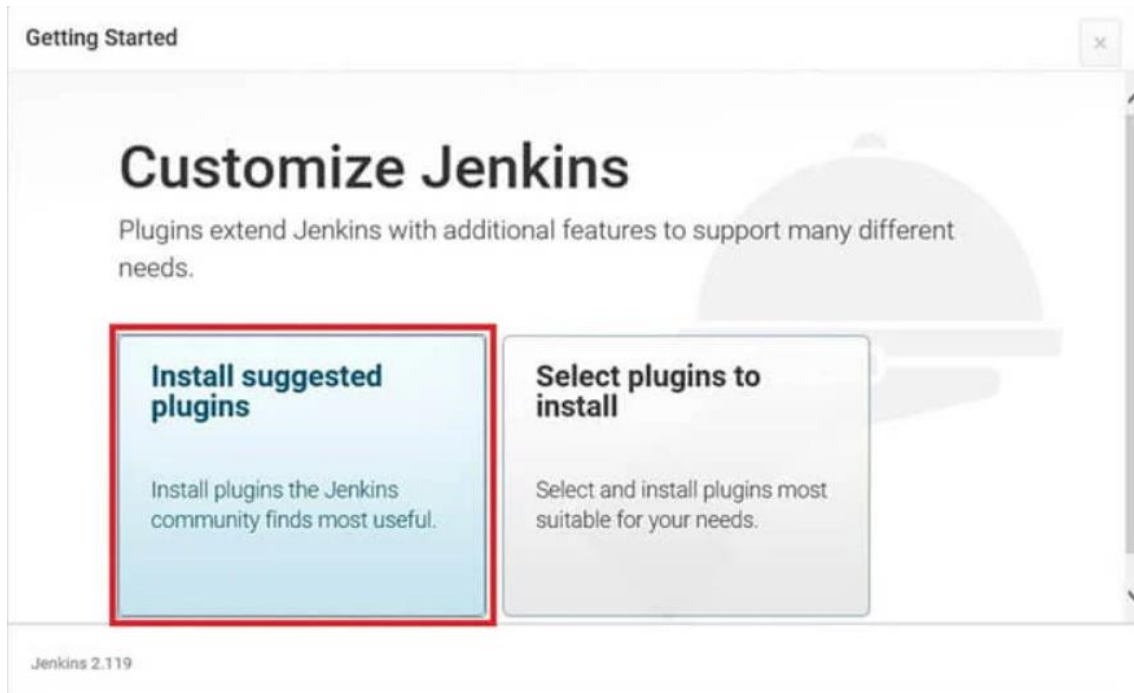 Getting Started
Customize Jenkins
Plugins extend Jenkins with additional features to support many different
needs.
Install suggested
plugins
Install plugins the Jenkins
community finds most useful.
Select plugins to
install
Select and install plugins most
suitable for your needs.
Jenkins 2.119